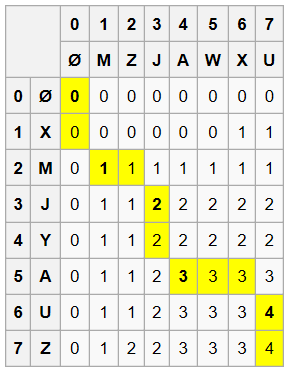 0 1 2 3 4 5 6 7
Ø M Z J A W X U
0 Ø 0 0 0 0 0 0 0 0
1 X 0 0 0 0 0 0 1 1
2 M 0 1 1 1 1 1 1 1
3 J 0 1 1 2 2 2 2 2
4 Y 0 1 1 2 2 2 2 2
5 A 0 1 1 2 3 3 3 3
6 U 0 1 1 2 3 3 3 4
7 Z 0 1 2 2 3 3 3 4